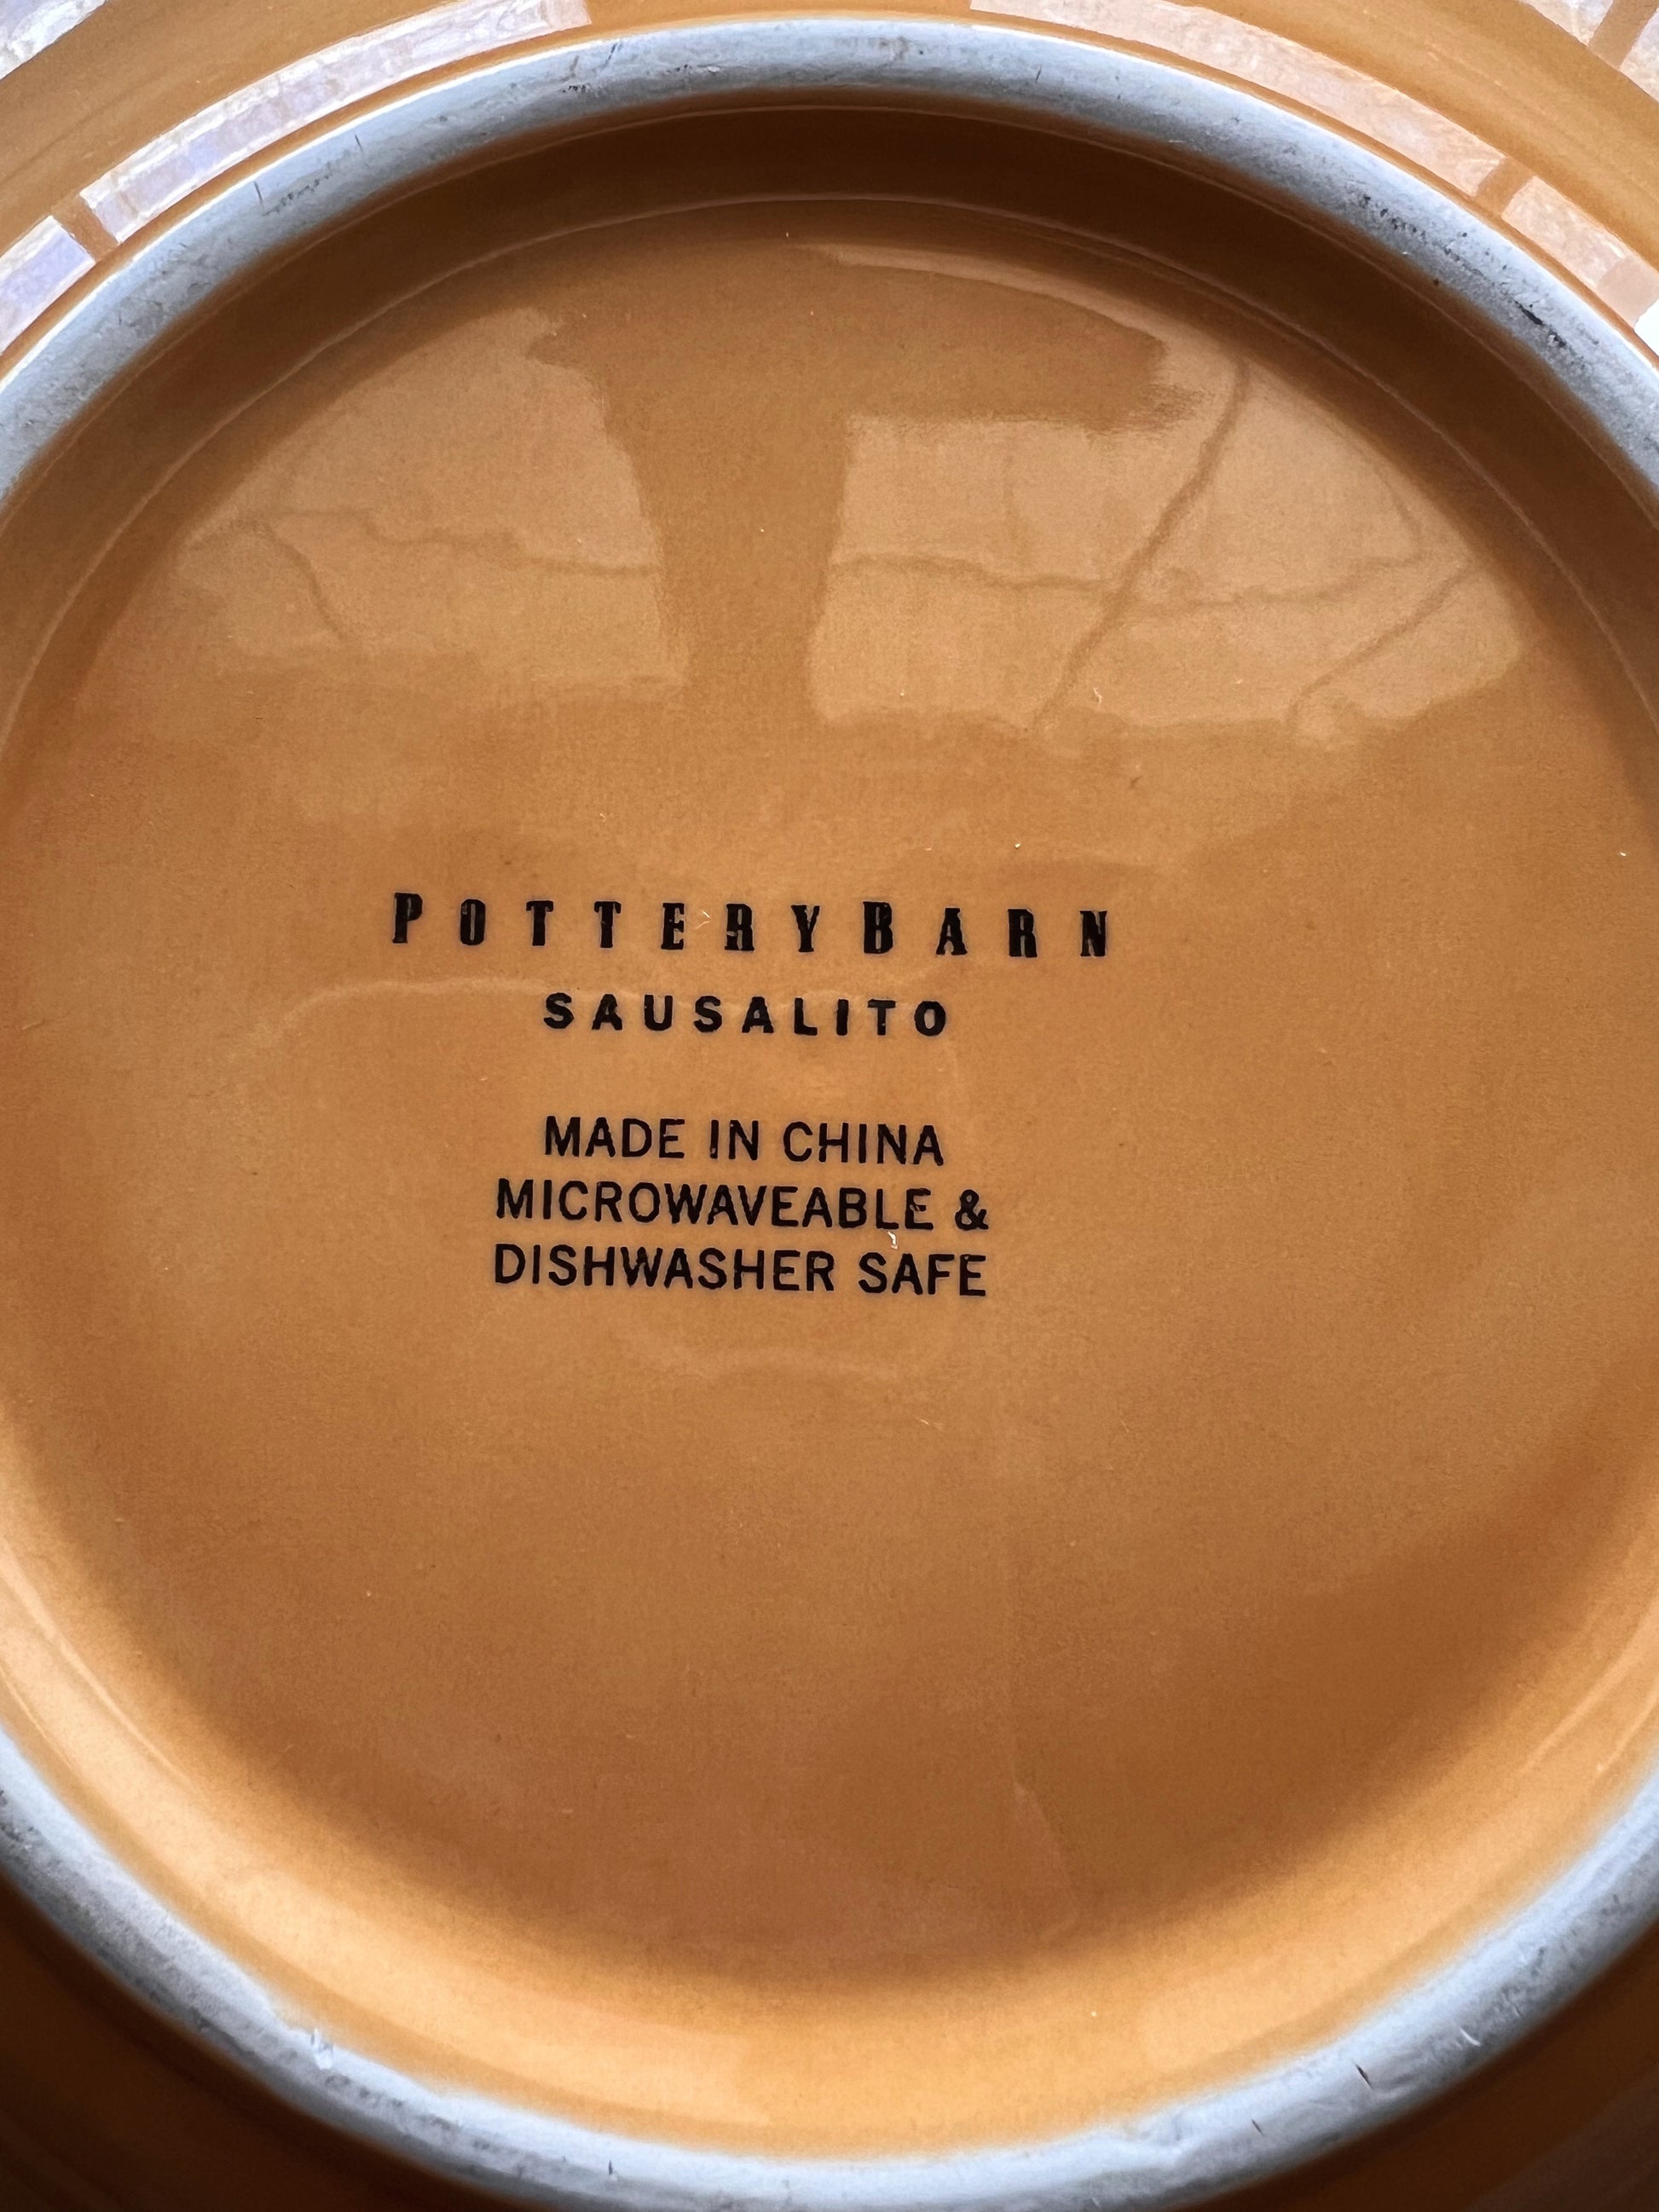 POTTERYBARN
SAUSALITO
MADE IN CHINA
MICROWAVEABLE &
DISHWASHER SAFE